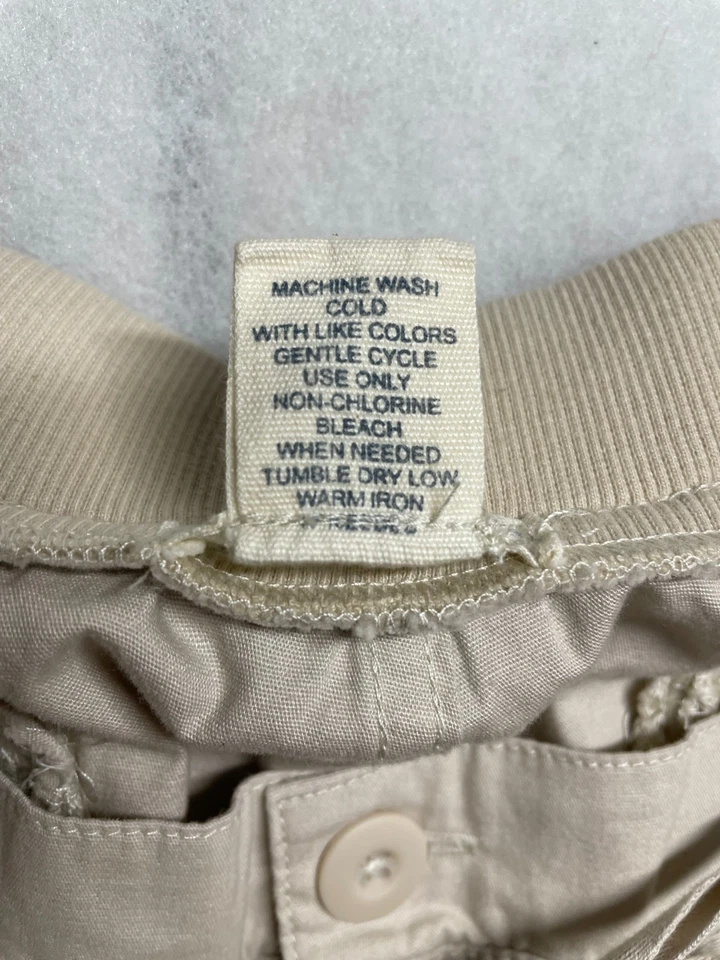 MACHINE WASH
COLD
WITH LIKE COLORS
GENTLE CYCLE
USE ONLY
NON-CHLORINE
BLEACH
WHEN NEEDED
TUMBLE DRY LOW
WARM IRON